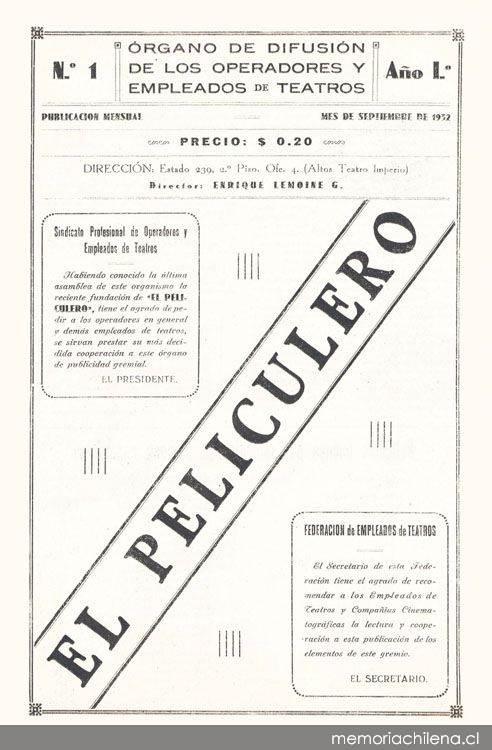 N.º 1
ÓRGANO DE DIFUSIÓN
DE LOS OPERADORES Y
EMPLEADOS DE TEATROS
Año I.º
PUBLICACION MENSUAL
MES DE SEPTIEMBRE DE 1932
PRECIO: $ 0.20
DIRECCIÓN: Estado 239, 2.º Piso. Ofc. 4. (Altos Teatro Imperio)
Director: ENRIQUE LEMOINE G.
Sindicato Profesional de Operadores y
Empleados de Teatros
Habiendo conocido la última
asamblea de este organismo la
reciente fundación de «EL PELI-
CULERO», tiene el agrado de pe-
dir a los operadores en general
y demás empleados de teatros,
se sirvan prestar su más deci-
dida cooperación a este órgano
de publicidad gremial.
EL PRESIDENTE.
EL PELICULERO
FEDERACION de EMPLEADOS de TEATROS
El Secretario de esta Fede-
ración tiene el agrado de reco-
mendar a los Empleados de
Teatros y Compañías Cinema-
tográficas la lectura y coope-
ración a esta publicación de los
elementos de este gremio.
EL SECRETARIO.
memoriachilena.cl